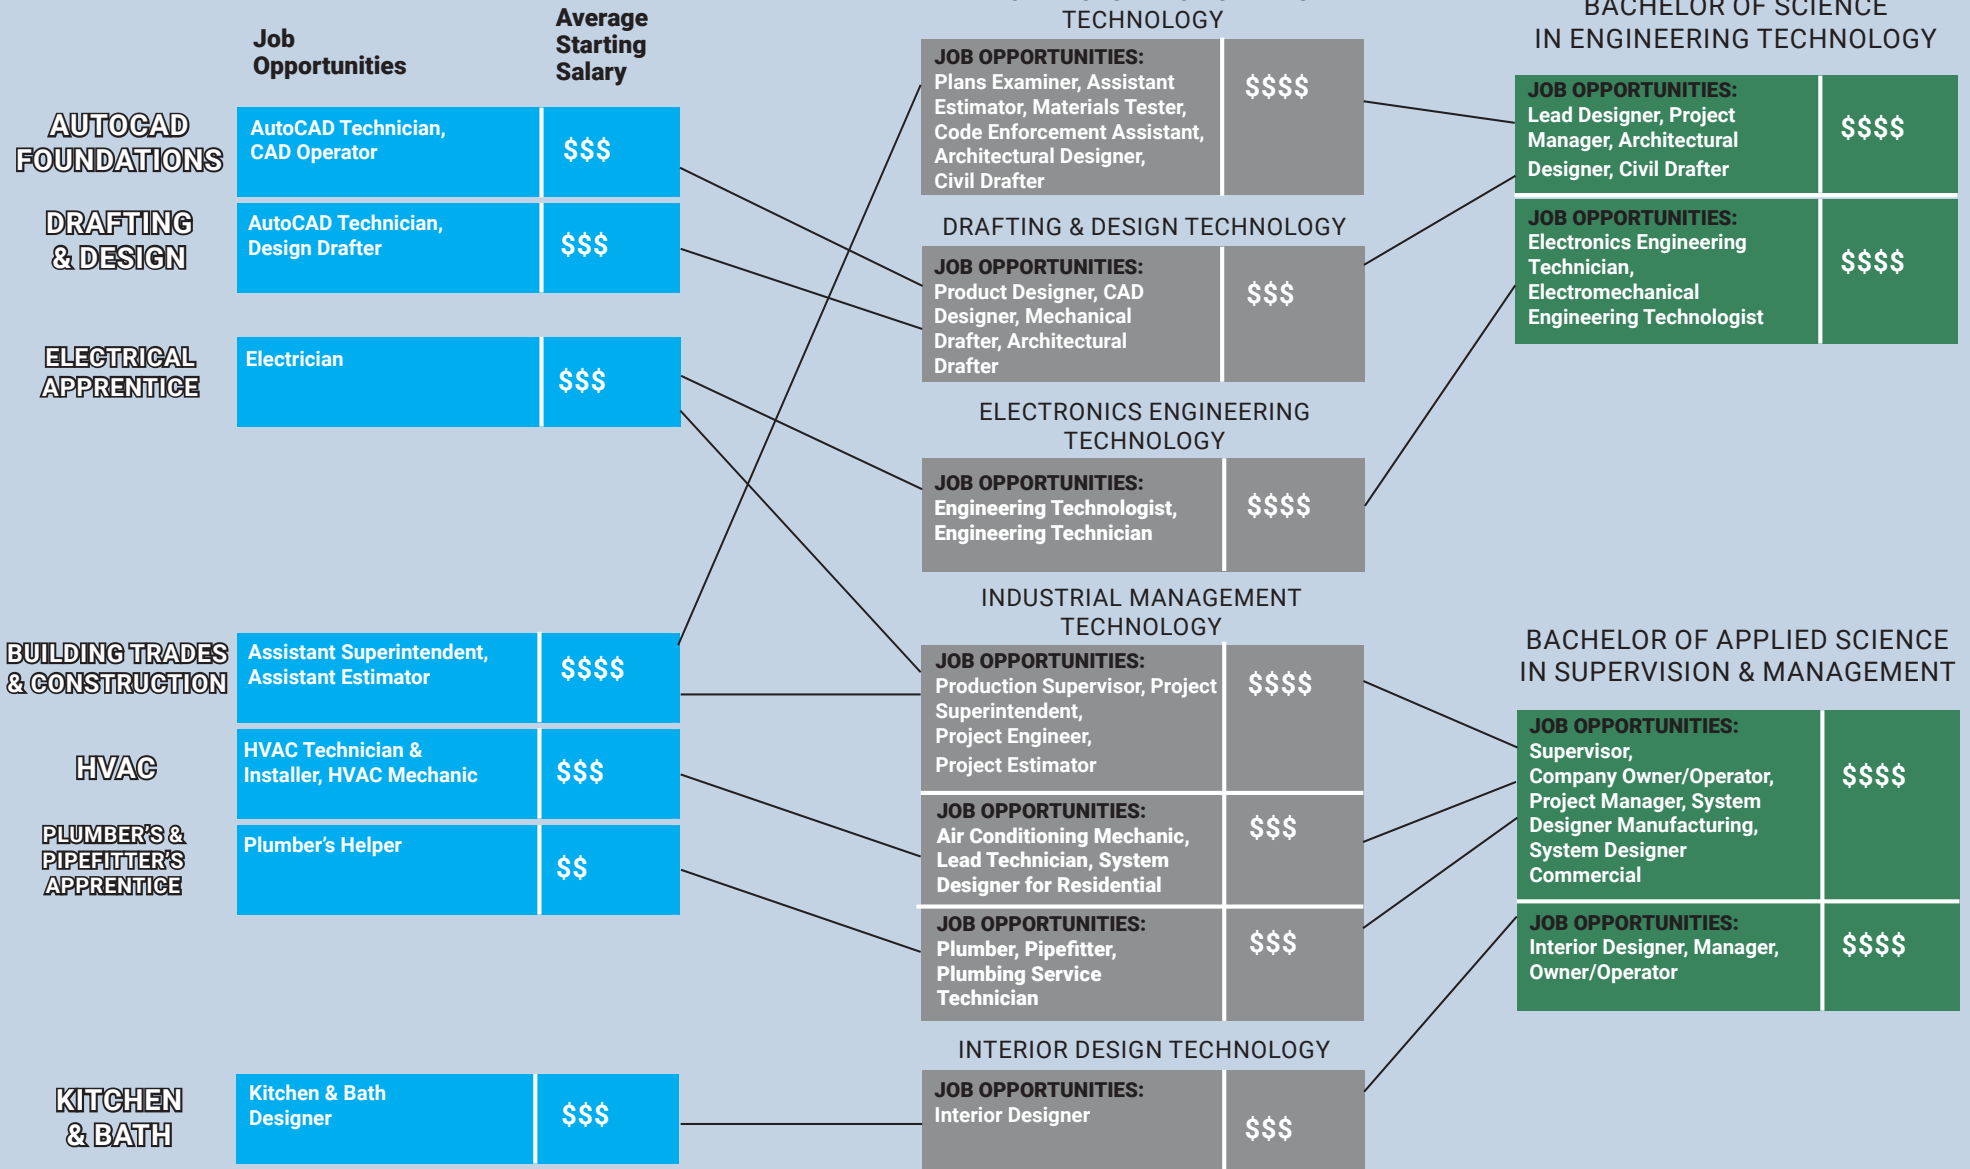 Job
Opportunities
Average
Starting
Salary
AUTOCAD
FOUNDATIONS
AutoCAD Technician,
CAD Operator
$$$
DRAFTING
& DESIGN
AutoCAD Technician,
Design Drafter
$$$
ELECTRICAL
APPRENTICE
Electrician
$$$
BUILDING TRADES
& CONSTRUCTION
Assistant Superintendent,
Assistant Estimator
$$$$
HVAC
HVAC Technician &
Installer, HVAC Mechanic
$$$
PLUMBER'S &
PIPEFITTER'S
APPRENTICE
Plumber's Helper
$$
KITCHEN
& BATH
Kitchen & Bath
Designer
$$$
TECHNOLOGY
JOB OPPORTUNITIES:
Plans Examiner, Assistant
Estimator, Materials Tester,
Code Enforcement Assistant,
Architectural Designer,
Civil Drafter
$$$$
DRAFTING & DESIGN TECHNOLOGY
JOB OPPORTUNITIES:
Product Designer, CAD
Designer, Mechanical
Drafter, Architectural
Drafter
$$$
ELECTRONICS ENGINEERING
TECHNOLOGY
JOB OPPORTUNITIES:
Engineering Technologist,
Engineering Technician
$$$$
INDUSTRIAL MANAGEMENT
TECHNOLOGY
JOB OPPORTUNITIES:
Production Supervisor, Project
Superintendent,
Project Engineer,
Project Estimator
$$$$
JOB OPPORTUNITIES:
Air Conditioning Mechanic,
Lead Technician, System
Designer for Residential
$$$
JOB OPPORTUNITIES:
Plumber, Pipefitter,
Plumbing Service
Technician
$$$
INTERIOR DESIGN TECHNOLOGY
JOB OPPORTUNITIES:
Interior Designer
$$$
BACHELOR OF SCIENCE
IN ENGINEERING TECHNOLOGY
JOB OPPORTUNITIES:
Lead Designer, Project
Manager, Architectural
Designer, Civil Drafter
$$$$
JOB OPPORTUNITIES:
Electronics Engineering
Technician,
Electromechanical
Engineering Technologist
$$$$
BACHELOR OF APPLIED SCIENCE
IN SUPERVISION & MANAGEMENT
JOB OPPORTUNITIES:
Supervisor,
Company Owner/Operator,
Project Manager, System
Designer Manufacturing,
System Designer
Commercial
$$$$
JOB OPPORTUNITIES:
Interior Designer, Manager,
Owner/Operator
$$$$